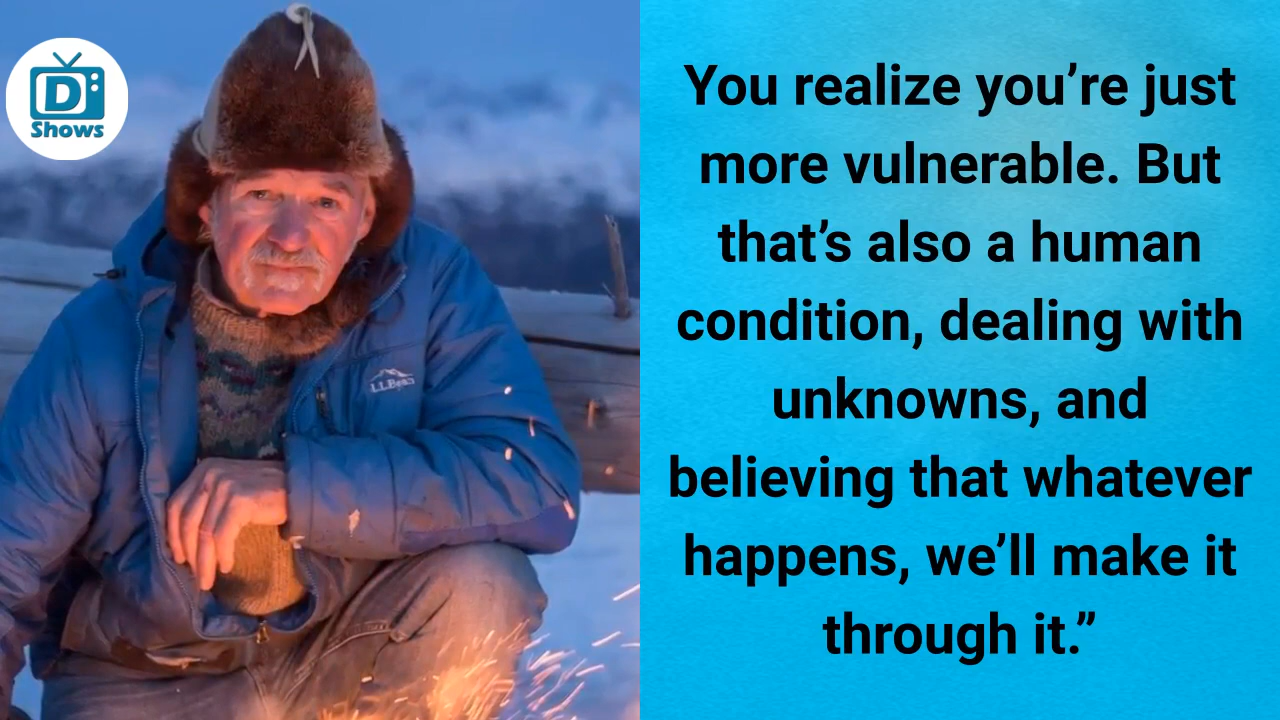 D
Shows
L.L.Bean
You realize you’re just
more vulnerable. But
that’s also a human
condition, dealing with
unknowns, and
believing that whatever
happens, we’ll make it
through it.”